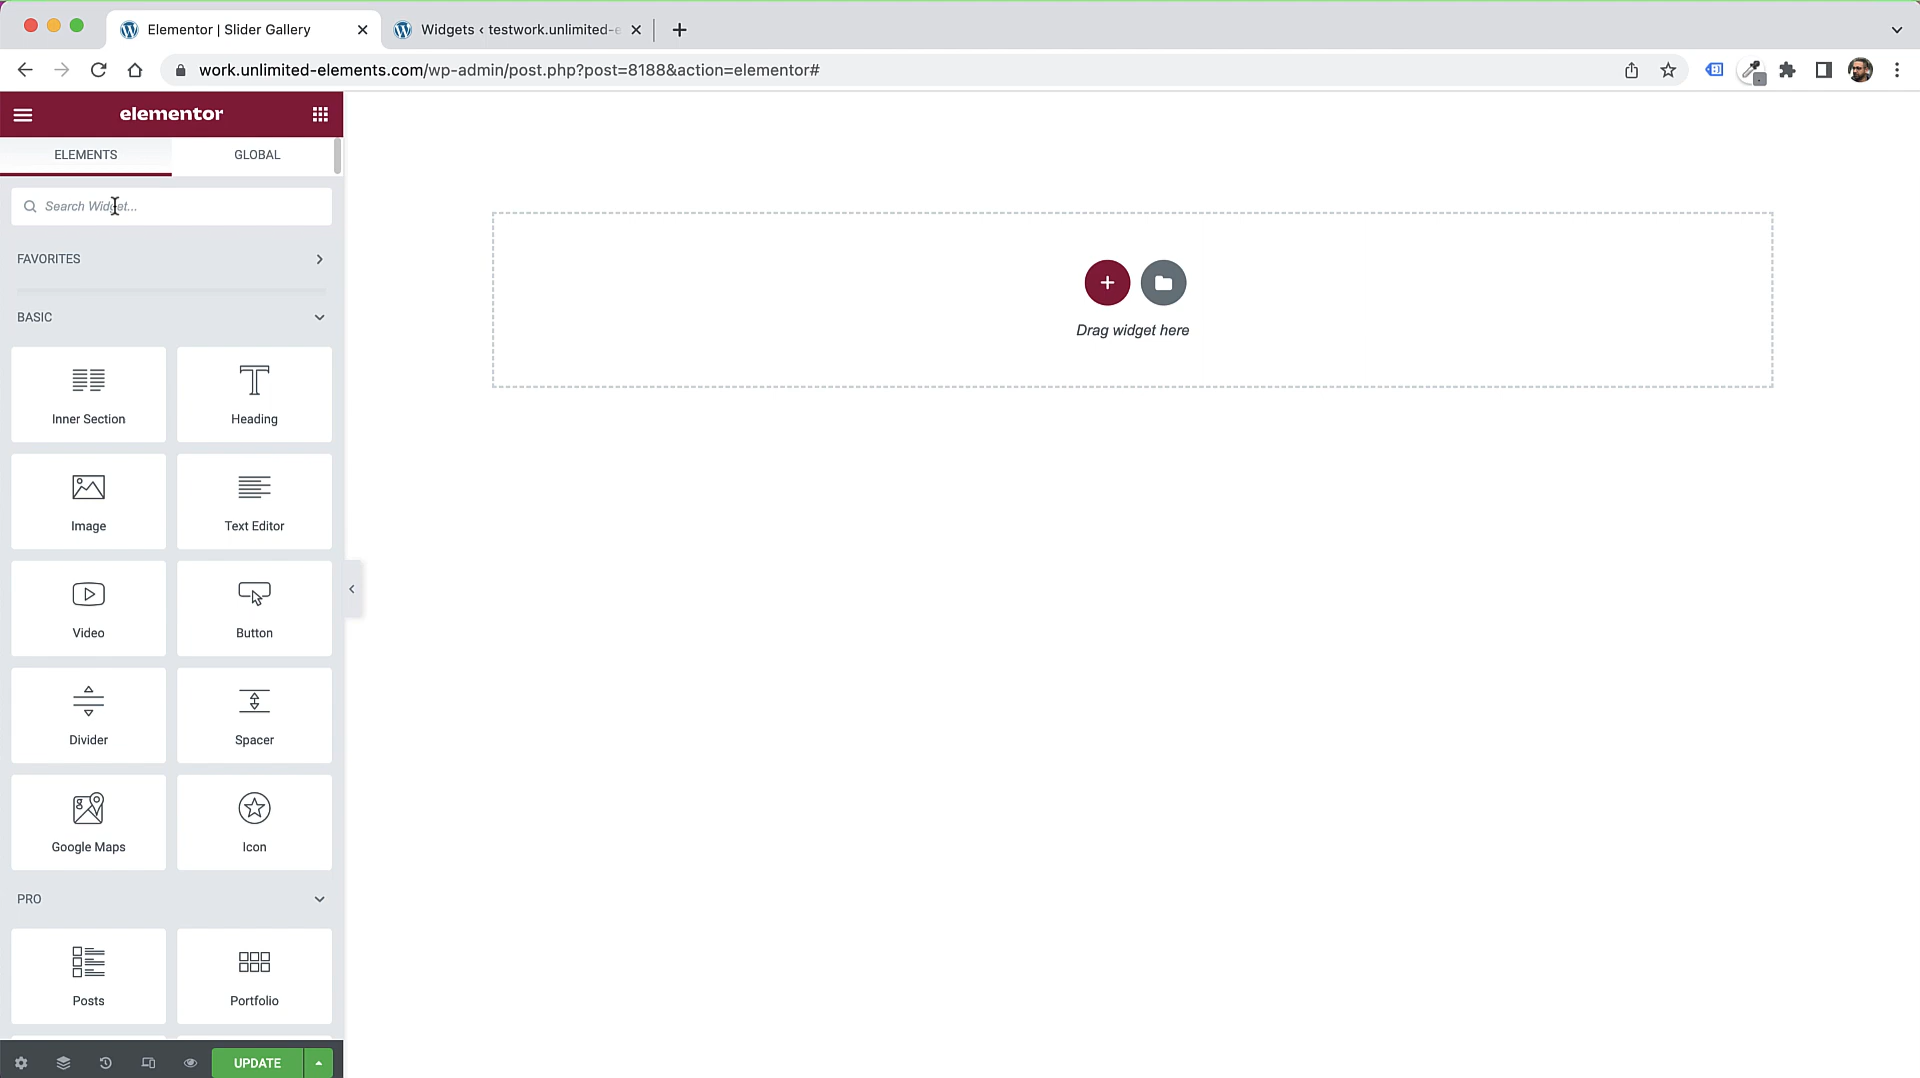 Elementor | Slider Gallery
Widgets ‹ testwork.unlimited-e
work.unlimited-elements.com/wp-admin/post.php?post=8188&action=elementor#
elementor
ELEMENTS
GLOBAL
Search Widget...
FAVORITES
BASIC
Inner Section
Heading
Image
Text Editor
Video
Button
Divider
Spacer
Google Maps
Icon
PRO
Posts
Portfolio
UPDATE
Drag widget here